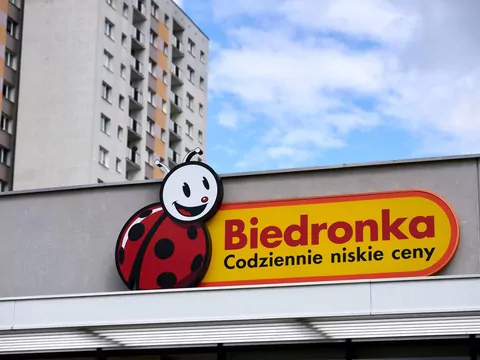 Biedronka
Codziennie niskie ceny